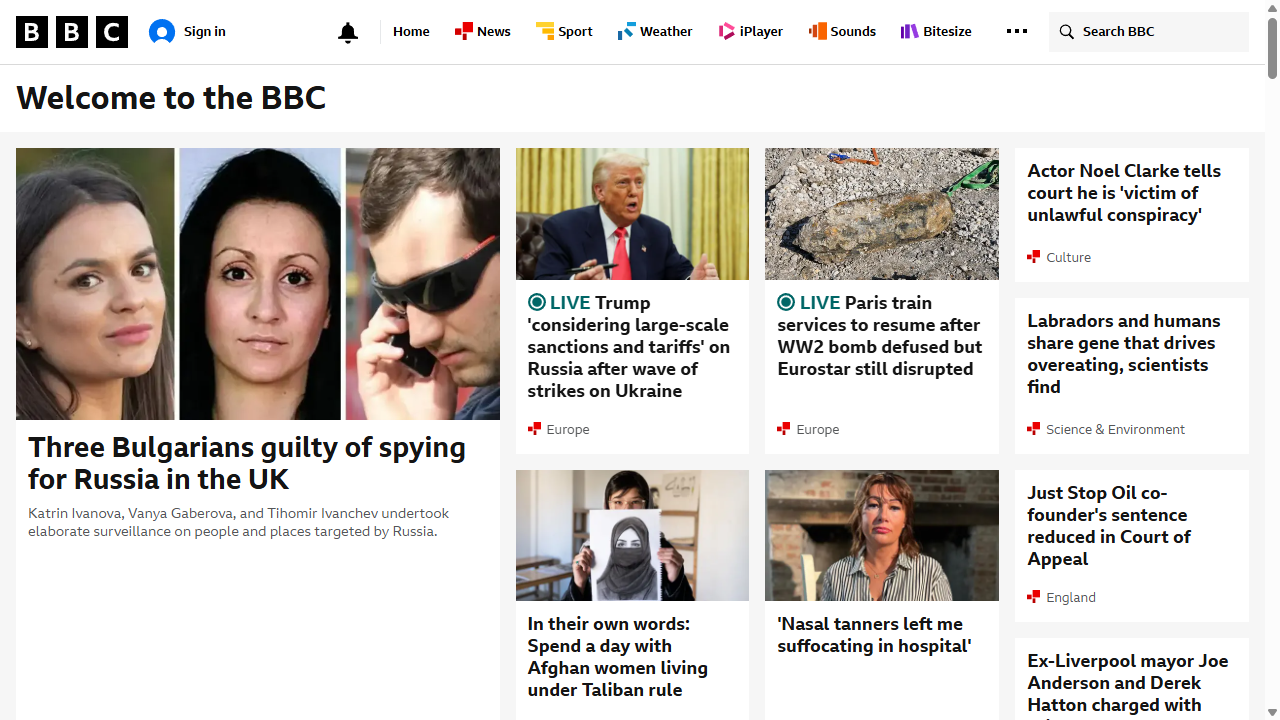 BBC
Sign in
Home
News
Sport
Weather
iPlayer
Sounds
Bitesize
Search BBC
Welcome to the BBC
Three Bulgarians guilty of spying
for Russia in the UK
Katrin Ivanova, Vanya Gaberova, and Tihomir Ivanchev undertook
elaborate surveillance on people and places targeted by Russia.
LIVE Trump
'considering large-scale
sanctions and tariffs' on
Russia after wave of
strikes on Ukraine
Europe
LIVE Paris train
services to resume after
WW2 bomb defused but
Eurostar still disrupted
Europe
Actor Noel Clarke tells
court he is 'victim of
unlawful conspiracy'
Culture
Labradors and humans
share gene that drives
overeating, scientists
find
Science & Environment
In their own words:
Spend a day with
Afghan women living
under Taliban rule
'Nasal tanners left me
suffocating in hospital'
Just Stop Oil co-
founder's sentence
reduced in Court of
Appeal
England
Ex-Liverpool mayor Joe
Anderson and Derek
Hatton charged with